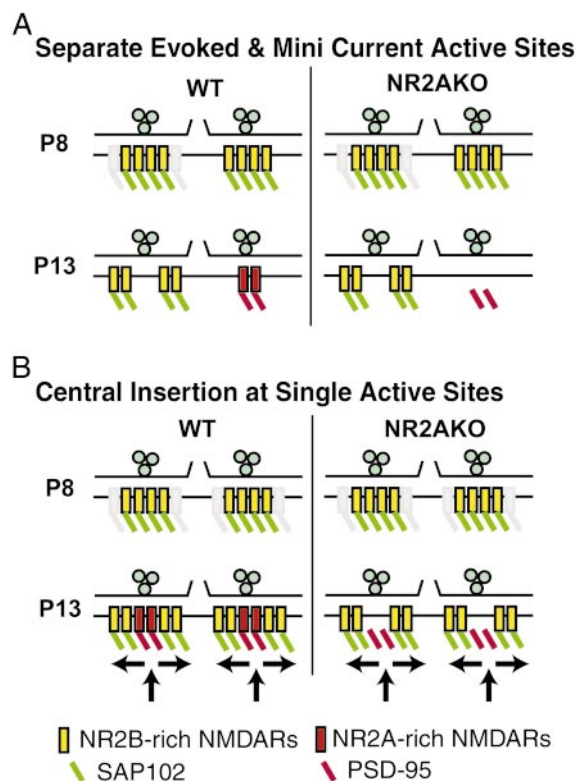 A
Separate Evoked & Mini Current Active Sites
WT NR2AKO
P8
P13
B
Central Insertion at Single Active Sites
WT NR2AKO
P8
P13
NR2B-rich NMDARs NR2A-rich NMDARs
SAP102 PSD-95